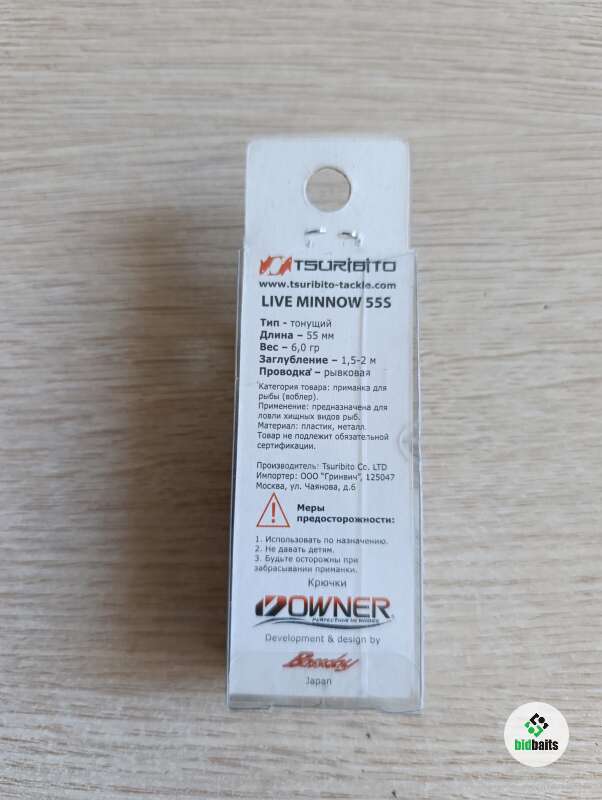 TSURIBITO
www.tsuribito-tackle.com
LIVE MINNOW 55S
Тип - тонущий
Длина – 55 мм
Вес – 6,0 гр
Заглубление – 1,5-2 м
Проводка – рывковая
Категория товара: приманка для
рыбы (воблер).
Применение: предназначена для
ловли хищных видов рыб.
Материал: пластик, металл.
Товар не подлежит обязательной
сертификации.
Производитель: Tsuribito Co. LTD
Импортер: ООО "Гринвич", 125047
Москва, ул. Чаянова, д.6
Меры
предосторожности:
1. Использовать по назначению.
2. Не давать детям.
3. Будьте осторожны при
забрасывании приманки.
Крючки
OWNER
PERFECTION IN HOOKS
Development & design by
Japan
bidbaits